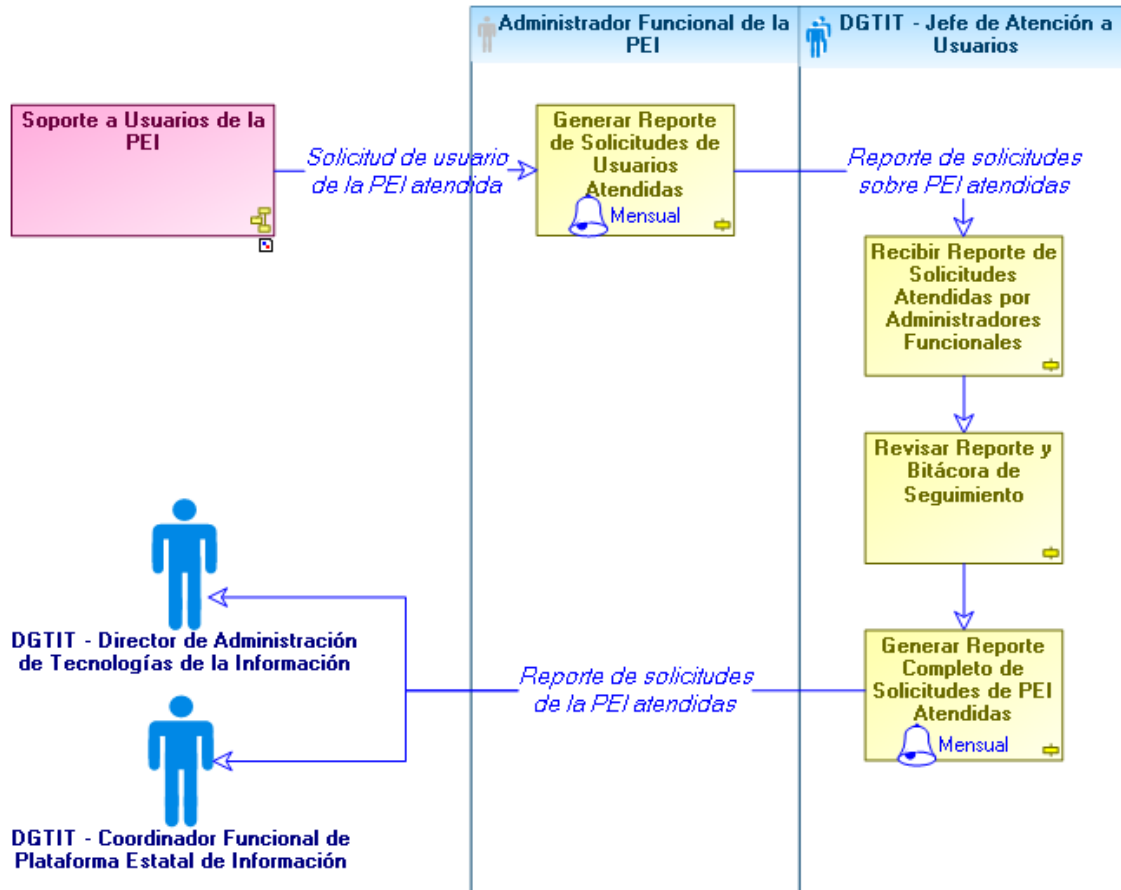 Administrador Funcional de la
PEI
DGTIT - Jefe de Atención a
Usuarios
Soporte a Usuarios de la
PEI
Solicitud de usuario
de la PEI atendida
Generar Reporte
de Solicitudes de
Usuarios
Atendidas
Mensual
Reporte de solicitudes
sobre PEI atendidas
Recibir Reporte de
Solicitudes
Atendidas por
Administradores
Funcionales
Revisar Reporte y
Bitácora de
Seguimiento
Generar Reporte
Completo de
Solicitudes de PEI
Atendidas
Mensual
Reporte de solicitudes
de la PEI atendidas
DGTIT - Director de Administración
de Tecnologías de la Información
DGTIT - Coordinador Funcional de
Plataforma Estatal de Información